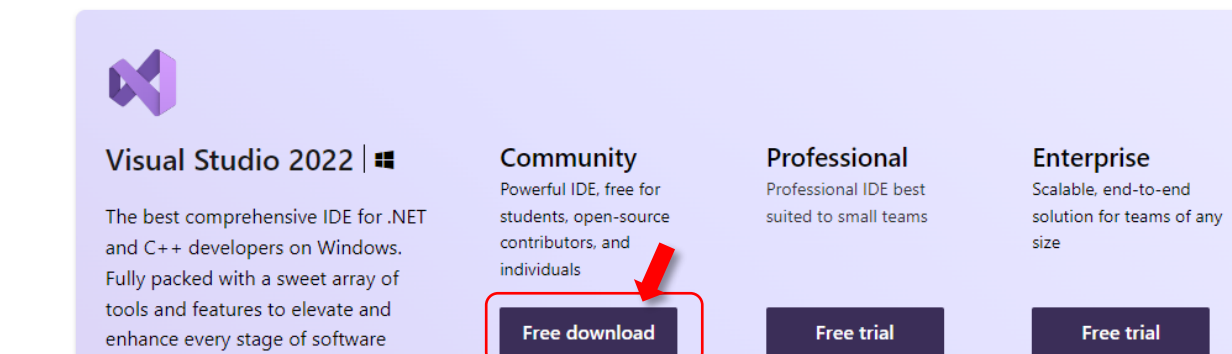 Visual Studio 2022
The best comprehensive IDE for .NET
and C++ developers on Windows.
Fully packed with a sweet array of
tools and features to elevate and
enhance every stage of software
Community
Powerful IDE, free for
students, open-source
contributors, and
individuals
Free download
Professional
Professional IDE best
suited to small teams
Free trial
Enterprise
Scalable, end-to-end
solution for teams of any
size
Free trial